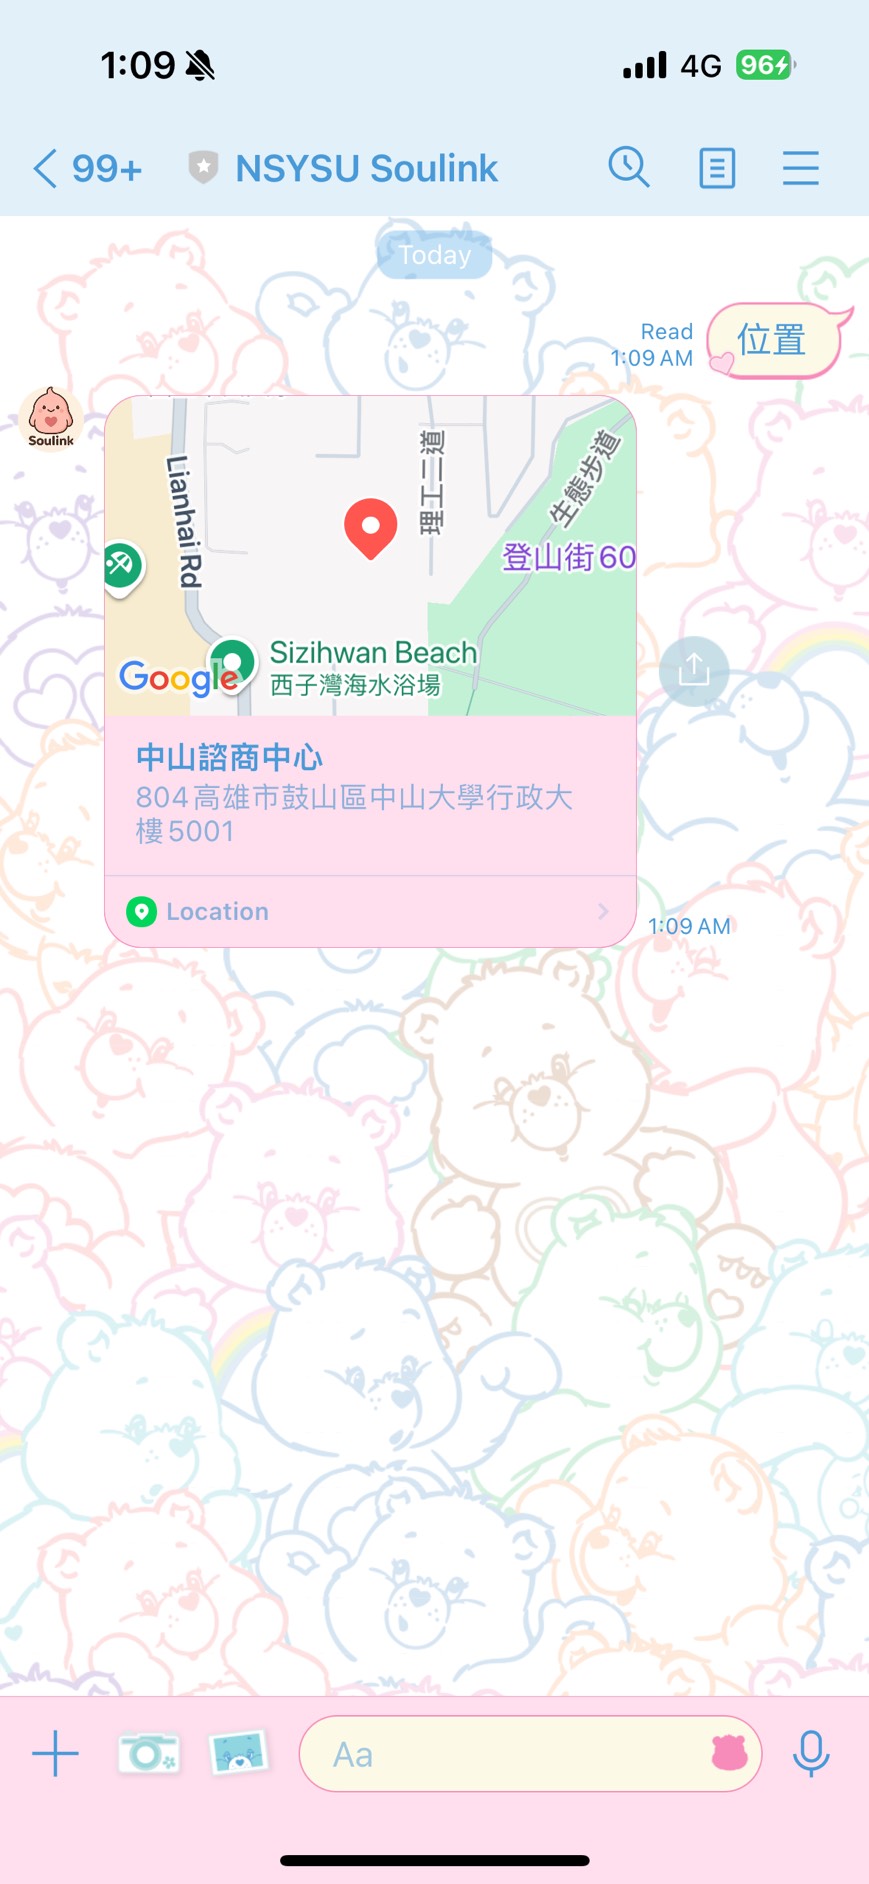 1:09
4G
96
99+
NSYSU Soulink
Today
Read
1:09 AM
位置
Soulink
理工二道
生態步道
Lianhai Rd
登山街60
Sizihwan Beach
西子灣海水浴場
Google
中山諮商中心
804高雄市鼓山區中山大學行政大
樓5001
Location
1:09 AM
Aa